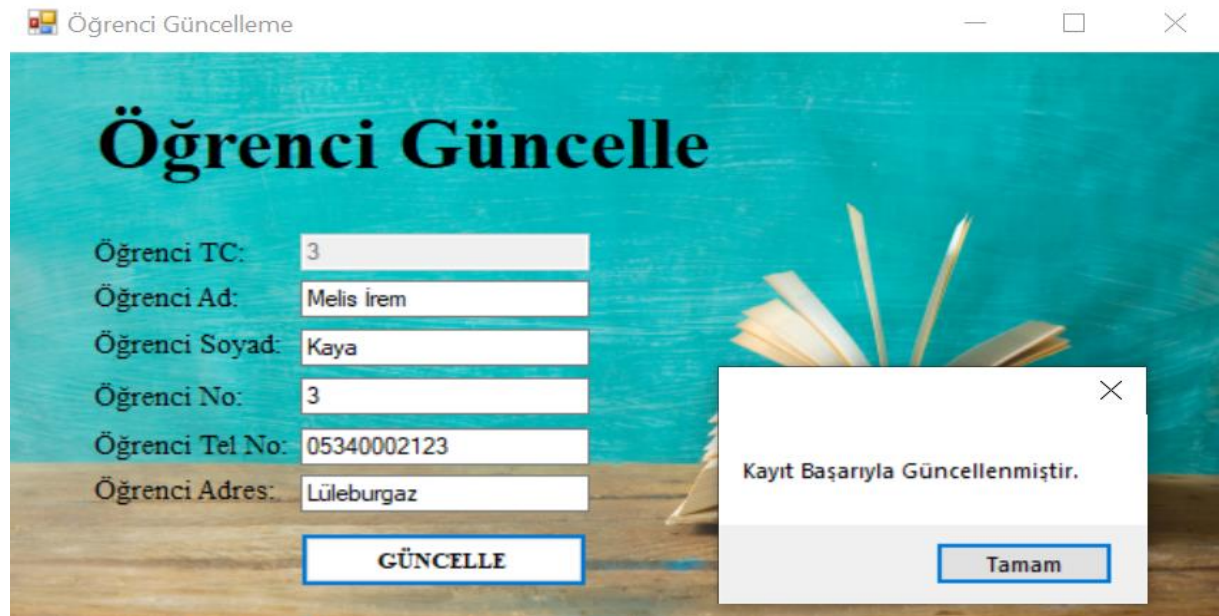 Öğrenci Güncelleme
Öğrenci Güncelle
Öğrenci TC: 3
Öğrenci Ad: Melis İrem
Öğrenci Soyad: Kaya
Öğrenci No: 3
Öğrenci Tel No: 05340002123
Öğrenci Adres: Lüleburgaz
GÜNCELLE
Kayıt Başarıyla Güncellenmiştir.
Tamam